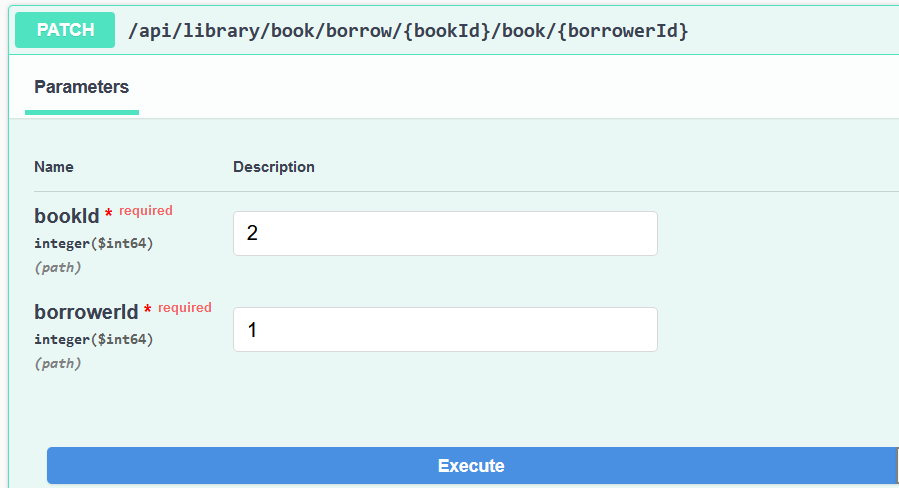 PATCH /api/library/book/borrow/{bookId}/book/{borrowerId}
Parameters
Name Description
bookId * required
integer($int64)
(path)
2
borrowerId * required
integer($int64)
(path)
1
Execute